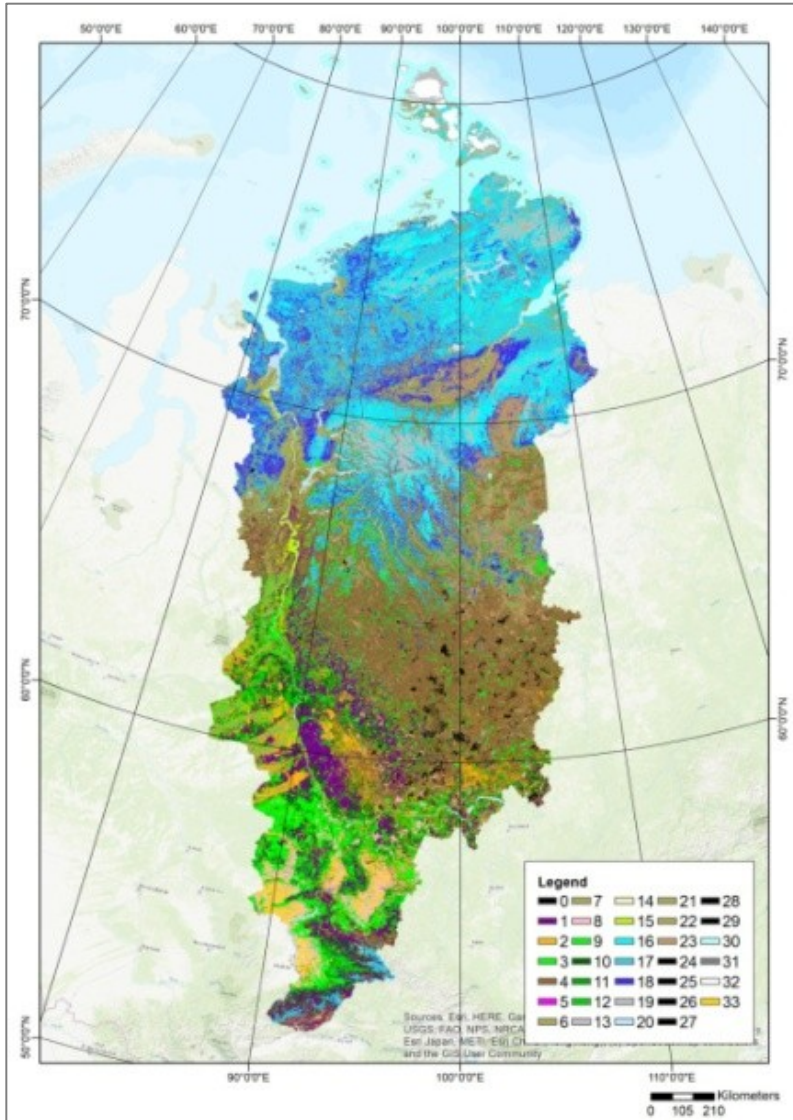 50°0'0"E 60°0'0"E 70°0'0"E 80°0'0"E 90°0'0"E 100°0'0"E 110°0'0"E 120°0'0"E 130°0'0"E 140°0'0"E
70°0'0"N
70°0'0"N
60°0'0"N
60°0'0"N
50°0'0"N
Legend
0 7 14 21 28
1 8 15 22 29
2 9 16 23 30
3 10 17 24 31
4 11 18 25 32
5 12 19 26 33
6 13 20 27
Sources: Esri, HERE,
USGS, FAO, NPS, NRCA
Esri Japan, METI, Esri
and the GIS User Community
90°0'0"E 100°0'0"E 110°0'0"E
Kilometers
0 105 210